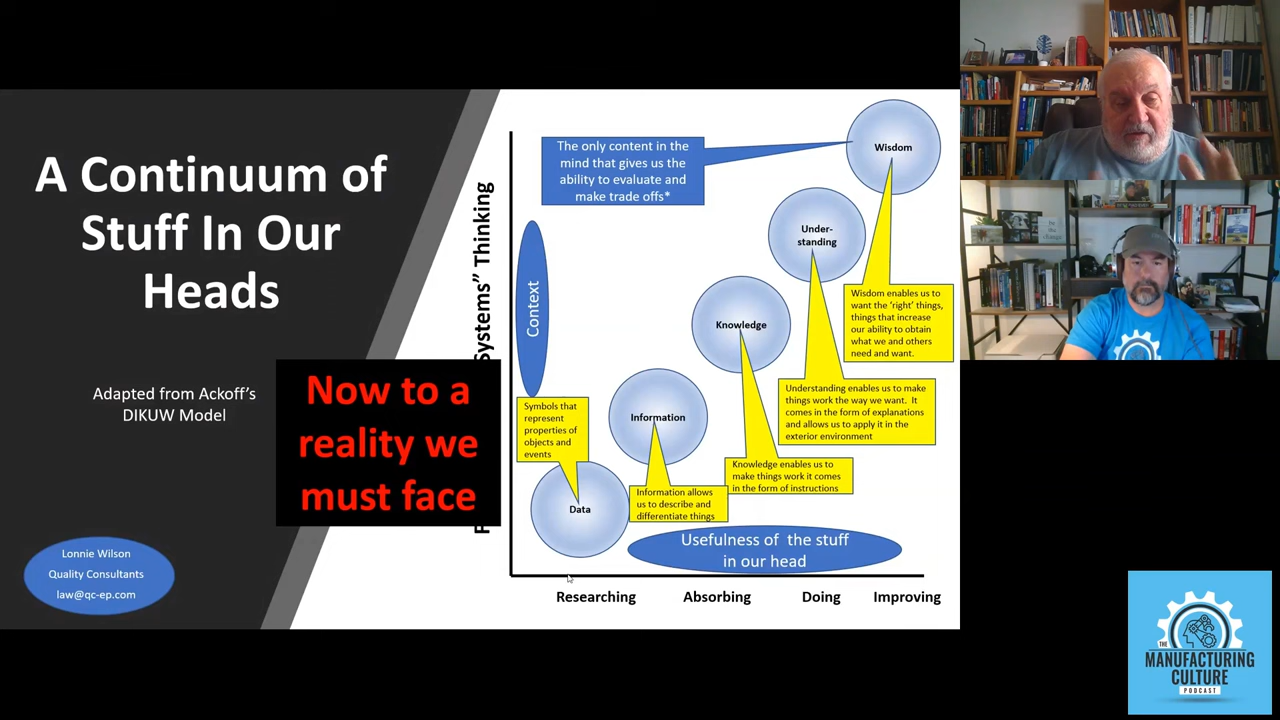 A Continuum of
Stuff In Our
Heads
Adapted from Ackoff's
DIKUW Model
Now to a
reality we
must face
Lonnie Wilson
Quality Consultants
law@qc-ep.com
Systems" Thinking
Context
The only content in the
mind that gives us the
ability to evaluate and
make trade offs*
Wisdom
Under-
standing
Knowledge
Information
Data
Wisdom enables us to
want the 'right' things,
things that increase
our ability to obtain
what we and others
need and want.
Understanding enables us to make
things work the way we want. It
comes in the form of explanations
and allows us to apply it in the
exterior environment
Knowledge enables us to
make things work it comes
in the form of instructions
Information allows
us to describe and
differentiate things
Symbols that
represent
properties of
objects and
events
Usefulness of the stuff
in our head
Researching
Absorbing
Doing
Improving
THE
MANUFACTURING
CULTURE
PODCAST